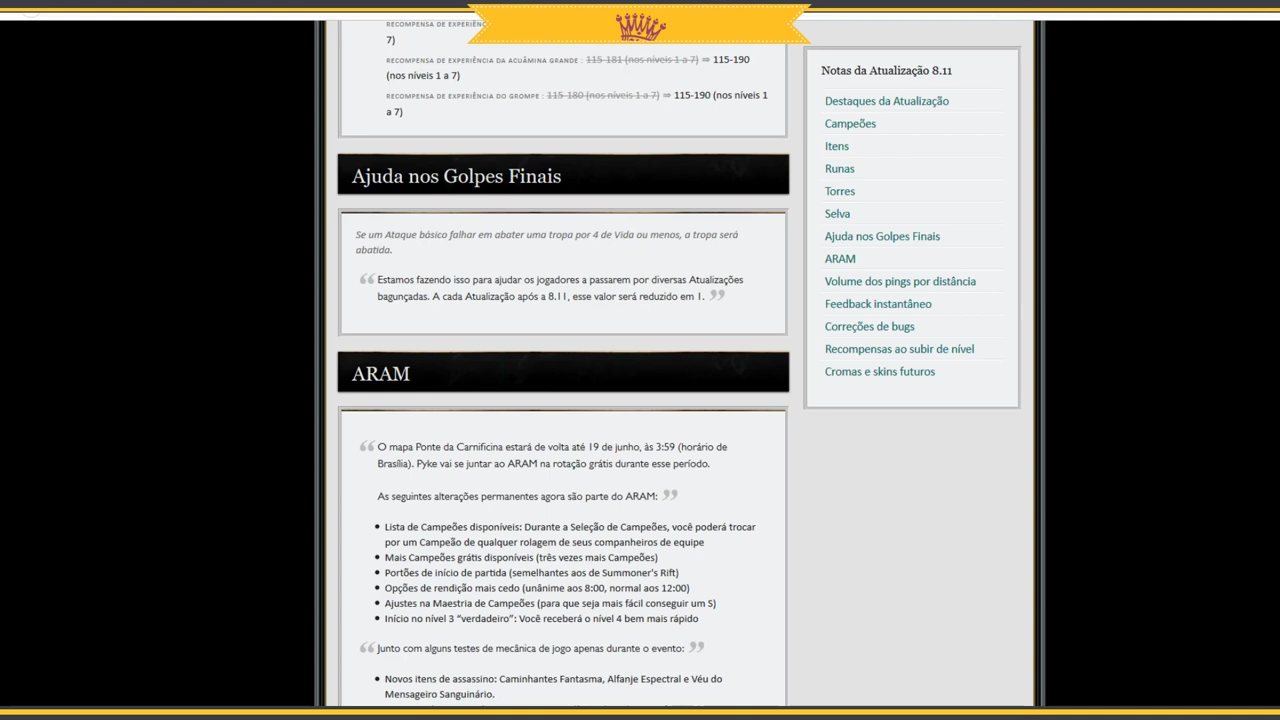 RECOMPENSA DE EXPERIÊ
7)
RECOMPENSA DE EXPERIÊNCIA DA ACUÂMINA GRANDE : 115-181 (nos níveis 1 a 7) ⇒ 115-190
(nos níveis 1 a 7)
RECOMPENSA DE EXPERIÊNCIA DO GROMPE : 115-180 (nos níveis 1 a 7) ⇒ 115-190 (nos níveis 1
a 7)
Ajuda nos Golpes Finais
Se um Ataque básico falhar em abater uma tropa por 4 de Vida ou menos, a tropa será
abatida.
“ Estamos fazendo isso para ajudar os jogadores a passarem por diversas Atualizações
bagunçadas. A cada Atualização após a 8.11, esse valor será reduzido em 1. ”
ARAM
“ O mapa Ponte da Carnificina estará de volta até 19 de junho, às 3:59 (horário de
Brasília). Pyke vai se juntar ao ARAM na rotação grátis durante esse período.
As seguintes alterações permanentes agora são parte do ARAM: ”
• Lista de Campeões disponíveis: Durante a Seleção de Campeões, você poderá trocar
por um Campeão de qualquer rolagem de seus companheiros de equipe
• Mais Campeões grátis disponíveis (três vezes mais Campeões)
• Portões de início de partida (semelhantes aos de Summoner's Rift)
• Opções de rendição mais cedo (unânime aos 8:00, normal aos 12:00)
• Ajustes na Maestria de Campeões (para que seja mais fácil conseguir um S)
• Início no nível 3 “verdadeiro”: Você receberá o nível 4 bem mais rápido
“ Junto com alguns testes de mecânica de jogo apenas durante o evento: ”
• Novos itens de assassino: Caminhantes Fantasma, Alfanje Espectral e Véu do
Mensageiro Sanguinário.
Notas da Atualização 8.11
Destaques da Atualização
Campeões
Itens
Runas
Torres
Selva
Ajuda nos Golpes Finais
ARAM
Volume dos pings por distância
Feedback instantâneo
Correções de bugs
Recompensas ao subir de nível
Cromas e skins futuros